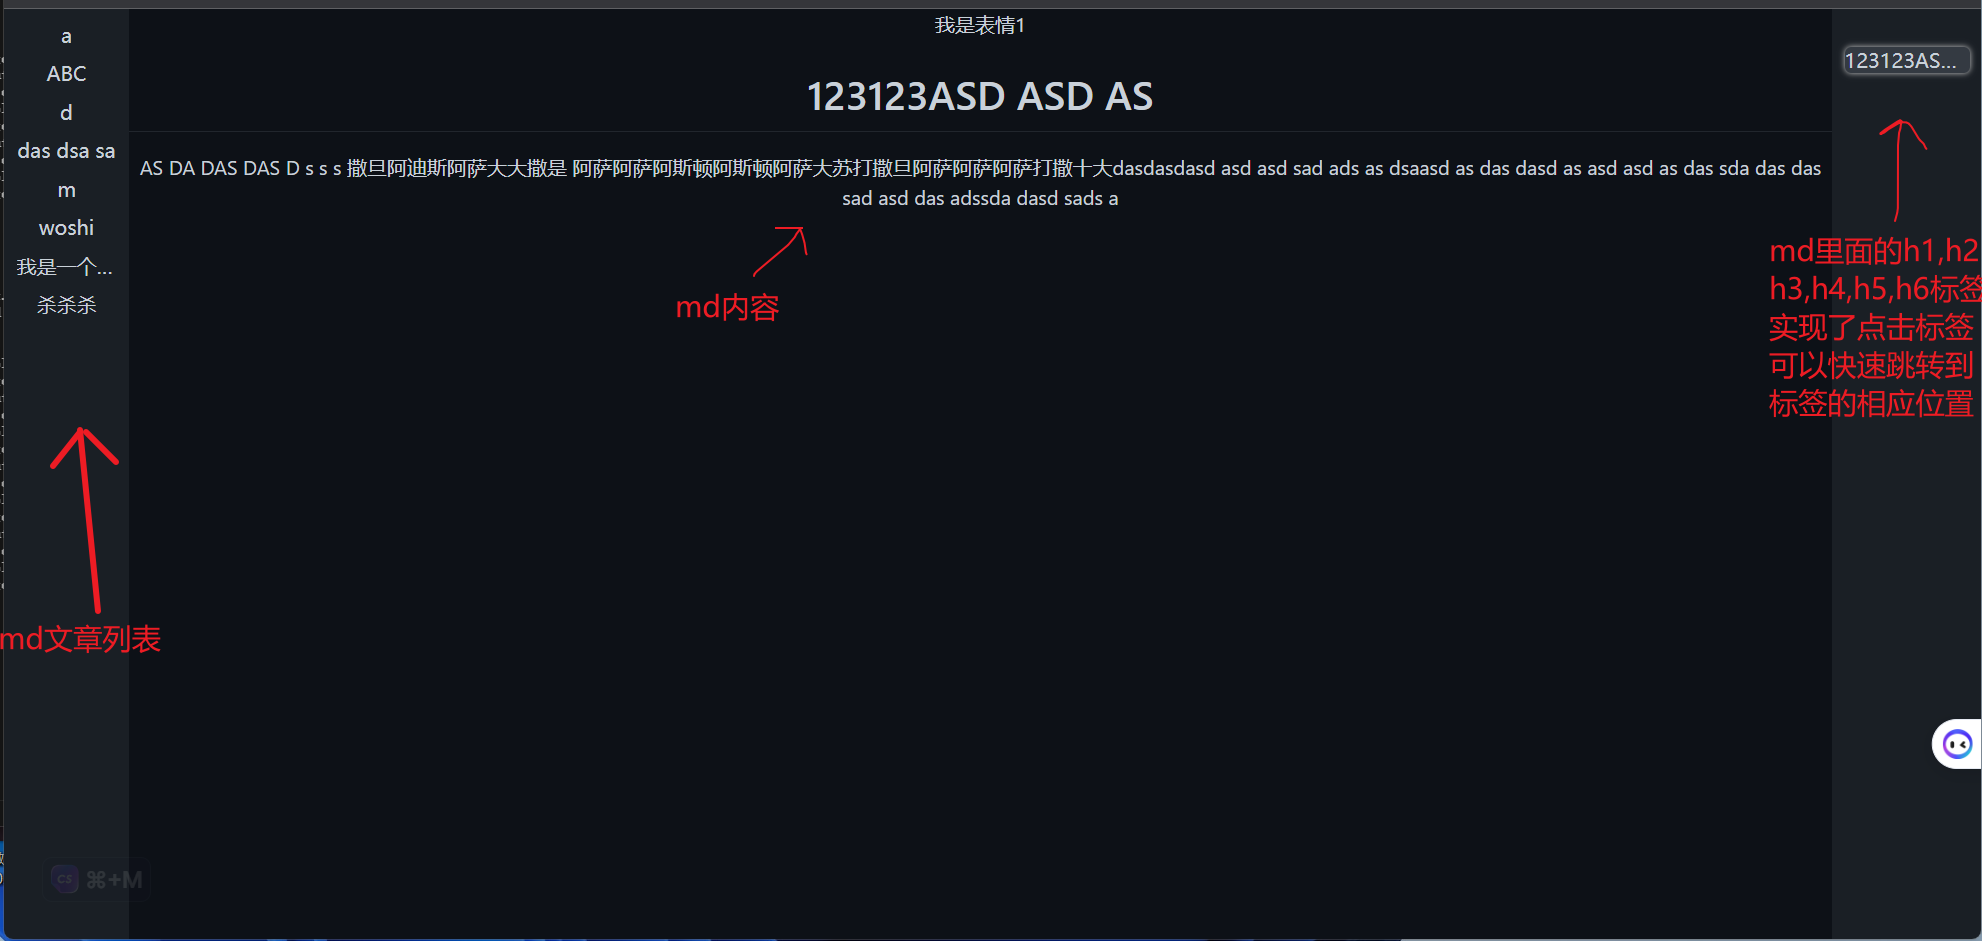 a
ABC
d
das dsa sa
m
woshi
我是一个...
杀杀杀
md文章列表
⌘+M
我是表情1
123123ASD ASD AS
AS DA DAS DAS D s s s 撒旦阿迪斯阿萨大大撒是 阿萨阿萨阿斯顿阿斯顿阿萨大苏打撒旦阿萨阿萨阿萨打撒十大dasdasdasd asd asd sad ads as dsaasd as das dasd as asd asd as das sda das das
sad asd das adssda dasd sads a
md内容
123123AS...
md里面的h1,h2
h3,h4,h5,h6标签
实现了点击标签
可以快速跳转到
标签的相应位置